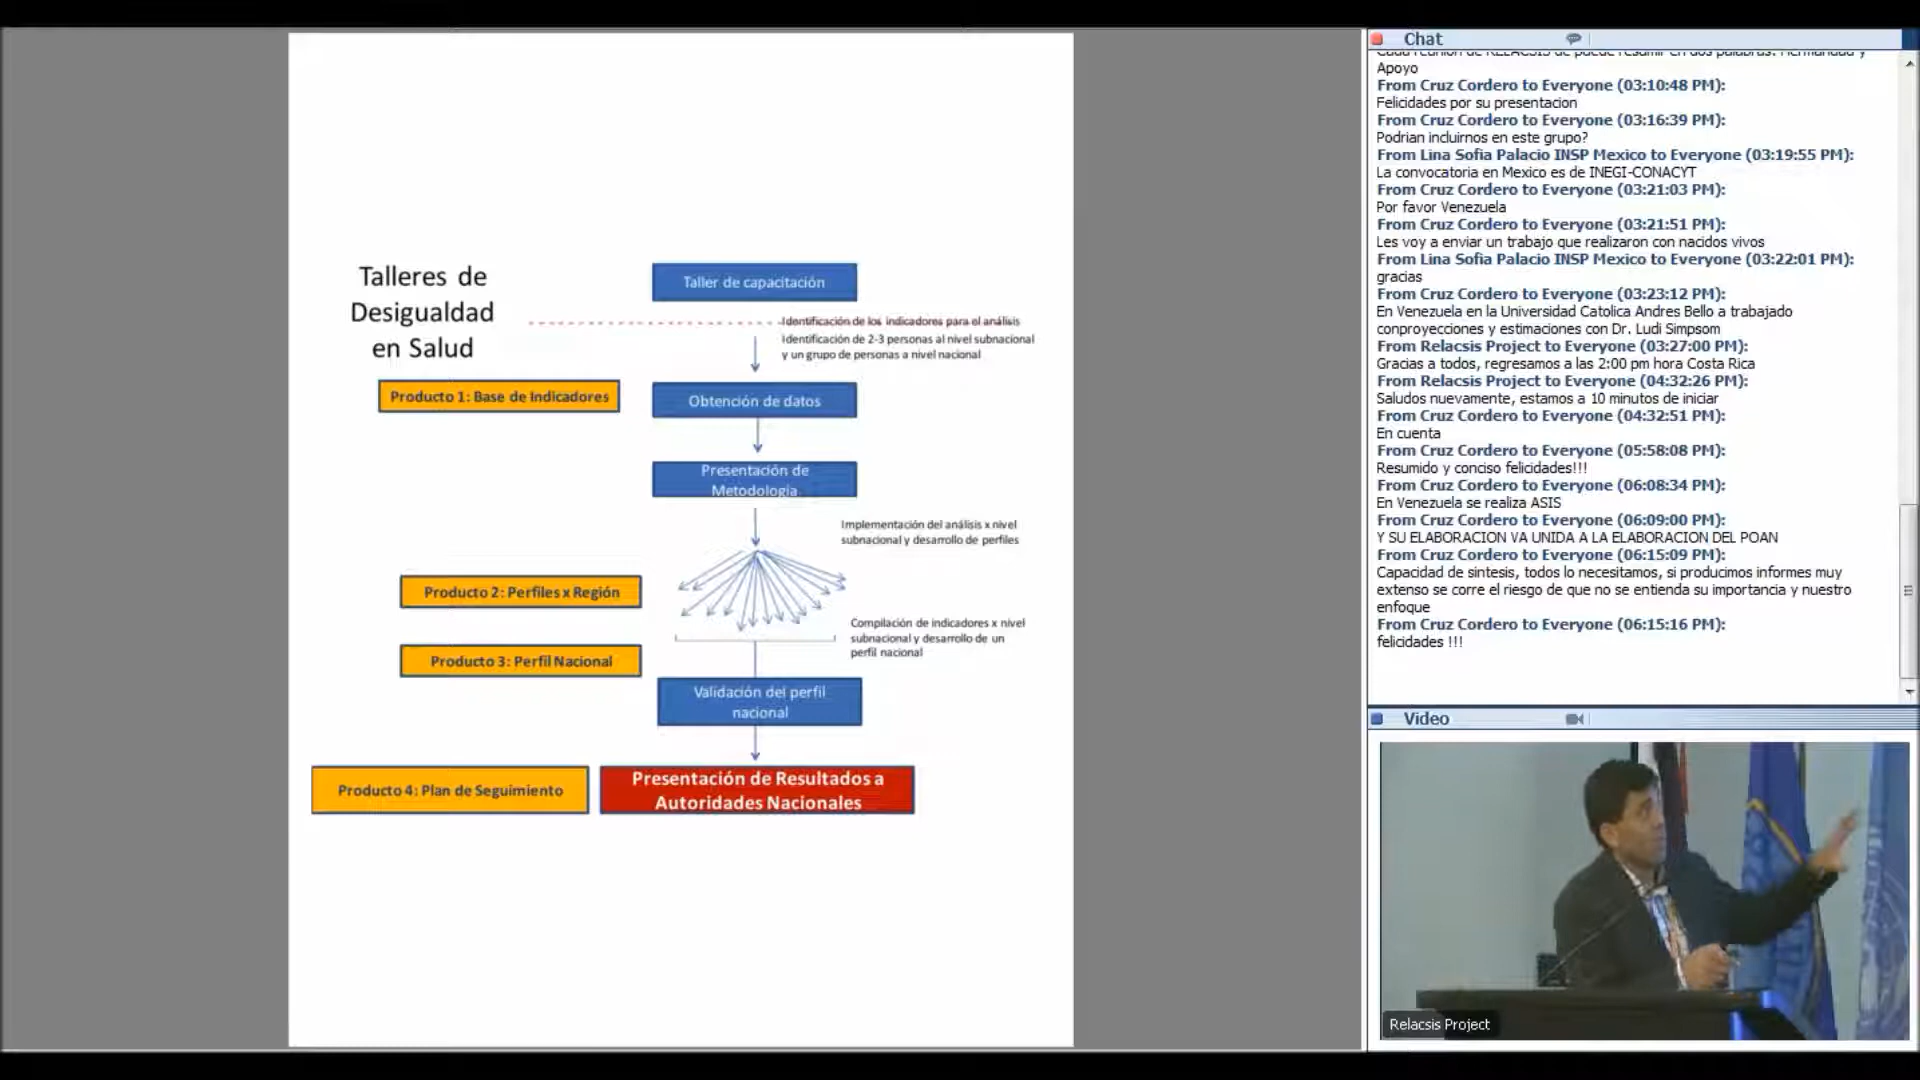 Talleres de
Desigualdad
en Salud
Taller de capacitación
Identificación de los indicadores para el análisis
Identificación de 2-3 personas al nivel subnacional
y un grupo de personas a nivel nacional
Producto 1: Base de Indicadores
Obtención de datos
Presentación de
Metodología
Implementación del análisis x nivel
subnacional y desarrollo de perfiles
Producto 2: Perfiles x Región
Compilación de indicadores x nivel
subnacional y desarrollo de un
perfil nacional
Producto 3: Perfil Nacional
Validación del perfil
nacional
Producto 4: Plan de Seguimiento
Presentación de Resultados a
Autoridades Nacionales
Chat
Cada reunion de RELACSIS de puede resumir en dos palabras: Hermandad y
Apoyo
From Cruz Cordero to Everyone (03:10:48 PM):
Felicidades por su presentacion
From Cruz Cordero to Everyone (03:16:39 PM):
Podrian incluirnos en este grupo?
From Lina Sofia Palacio INSP Mexico to Everyone (03:19:55 PM):
La convocatoria en Mexico es de INEGI-CONACYT
From Cruz Cordero to Everyone (03:21:03 PM):
Por favor Venezuela
From Cruz Cordero to Everyone (03:21:51 PM):
Les voy a enviar un trabajo que realizaron con nacidos vivos
From Lina Sofia Palacio INSP Mexico to Everyone (03:22:01 PM):
gracias
From Cruz Cordero to Everyone (03:23:12 PM):
En Venezuela en la Universidad Catolica Andres Bello a trabajado
conproyecciones y estimaciones con Dr. Ludi Simpsom
From Relacsis Project to Everyone (03:27:00 PM):
Gracias a todos, regresamos a las 2:00 pm hora Costa Rica
From Relacsis Project to Everyone (04:32:26 PM):
Saludos nuevamente, estamos a 10 minutos de iniciar
From Cruz Cordero to Everyone (04:32:51 PM):
En cuenta
From Cruz Cordero to Everyone (05:58:08 PM):
Resumido y conciso felicidades!!!
From Cruz Cordero to Everyone (06:08:34 PM):
En Venezuela se realiza ASIS
From Cruz Cordero to Everyone (06:09:00 PM):
Y SU ELABORACION VA UNIDA A LA ELABORACION DEL POAN
From Cruz Cordero to Everyone (06:15:09 PM):
Capacidad de sintesis, todos lo necesitamos, si producimos informes muy
extenso se corre el riesgo de que no se entienda su importancia y nuestro
enfoque
From Cruz Cordero to Everyone (06:15:16 PM):
felicidades !!!
Video
Relacsis Project